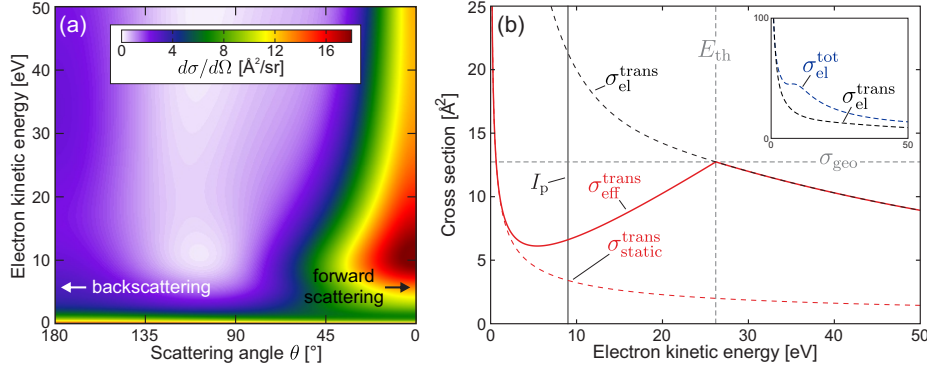 (a)
0 4 8 12 16
dσ/dΩ [Å²/sr]
backscattering
forward
scattering
50
40
30
20
10
0
Electron kinetic energy [eV]
180 135 90 45 0
Scattering angle θ [°]
(b)
25
20
15
10
5
0
Cross section [Å²]
0 10 20 30 40 50
Electron kinetic energy [eV]
E_th
σ_el^trans
I_p
σ_eff^trans
σ_static^trans
σ_geo
100
0
50
σ_el^tot
σ_el^trans